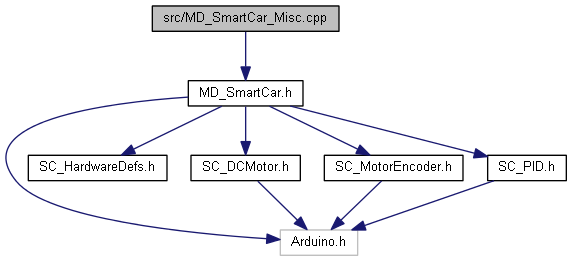 src/MD_SmartCar_Misc.cpp
MD_SmartCar.h
SC_HardwareDefs.h
SC_DCMotor.h
SC_MotorEncoder.h
SC_PID.h
Arduino.h